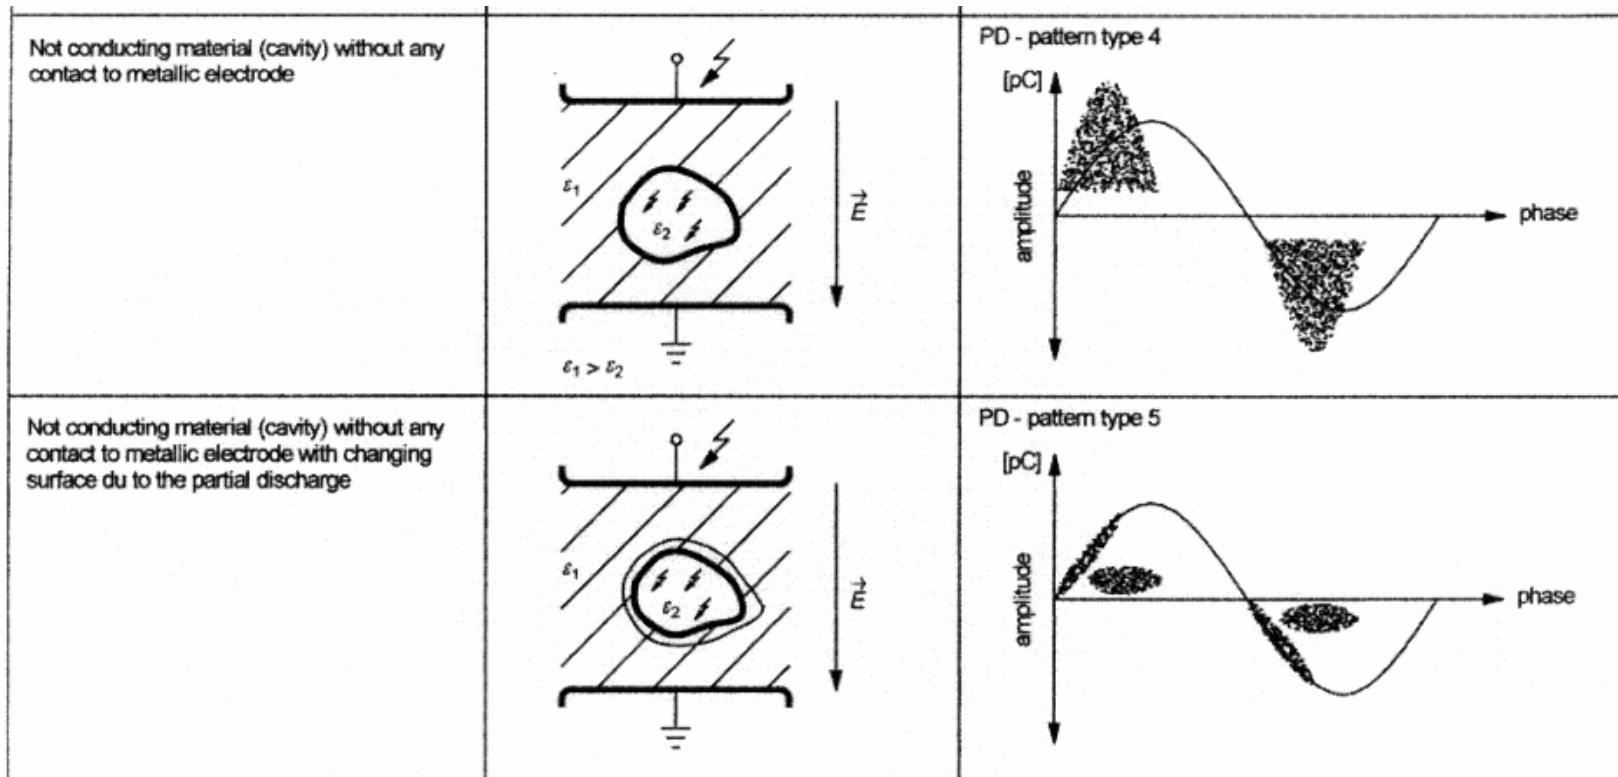 Not conducting material (cavity) without any
contact to metallic electrode
ε1
ε2
E
ε1 > ε2
PD - pattern type 4
[pC]
amplitude
phase
Not conducting material (cavity) without any
contact to metallic electrode with changing
surface du to the partial discharge
ε1
ε2
E
PD - pattern type 5
[pC]
amplitude
phase